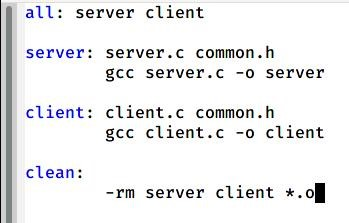 all: server client
server: server.c common.h
gcc server.c -o server
client: client.c common.h
gcc client.c -o client
clean:
-rm server client *.o